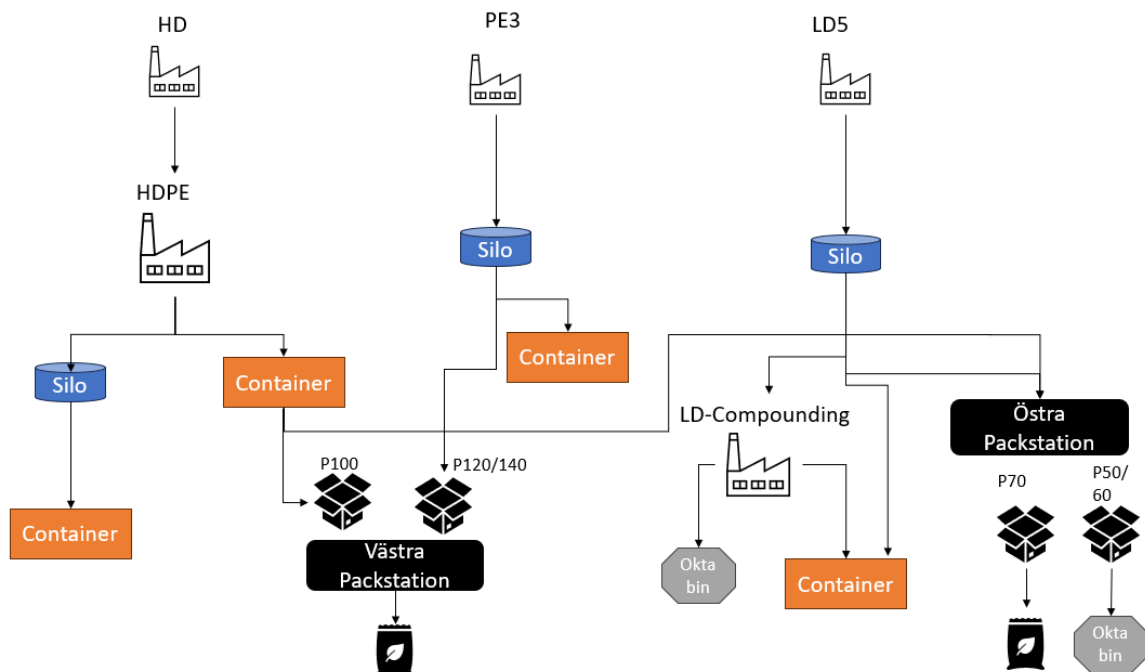 HD
PE3
LD5
HDPE
Silo
Silo
Silo
Container
Container
LD-Compounding
Östra
Packstation
P100
P120/140
P70
P50/
60
Container
Västra
Packstation
Okta
bin
Container
Okta
bin